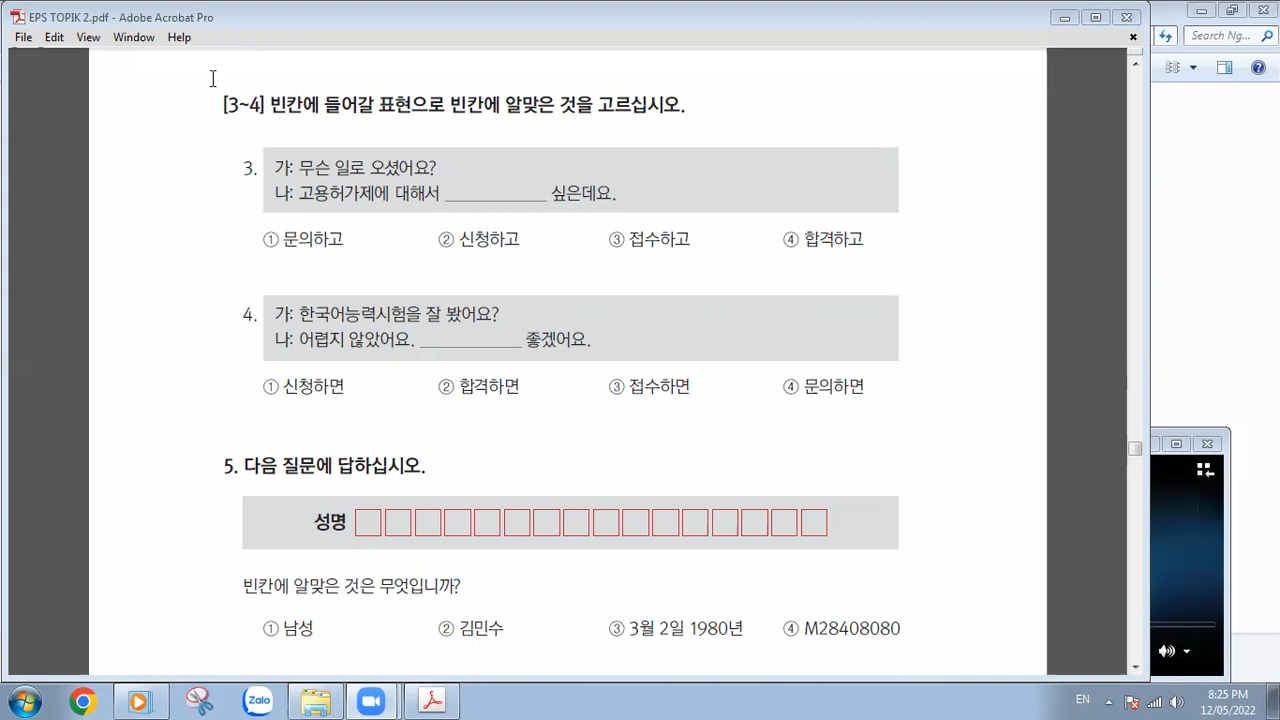 EPS TOPIK 2.pdf - Adobe Acrobat Pro
File Edit View Window Help
Search Ng...
[3~4] 빈칸에 들어갈 표현으로 빈칸에 알맞은 것을 고르십시오.
3. 가: 무슨 일로 오셨어요?
나: 고용허가제에 대해서 ____________ 싶은데요.
① 문의하고 ② 신청하고 ③ 접수하고 ④ 합격하고
4. 가: 한국어능력시험을 잘 봤어요?
나: 어렵지 않았어요. ____________ 좋겠어요.
① 신청하면 ② 합격하면 ③ 접수하면 ④ 문의하면
5. 다음 질문에 답하십시오.
성명
빈칸에 알맞은 것은 무엇입니까?
① 남성 ② 김민수 ③ 3월 2일 1980년 ④ M28408080
Zalo
EN
8:25 PM
12/05/2022